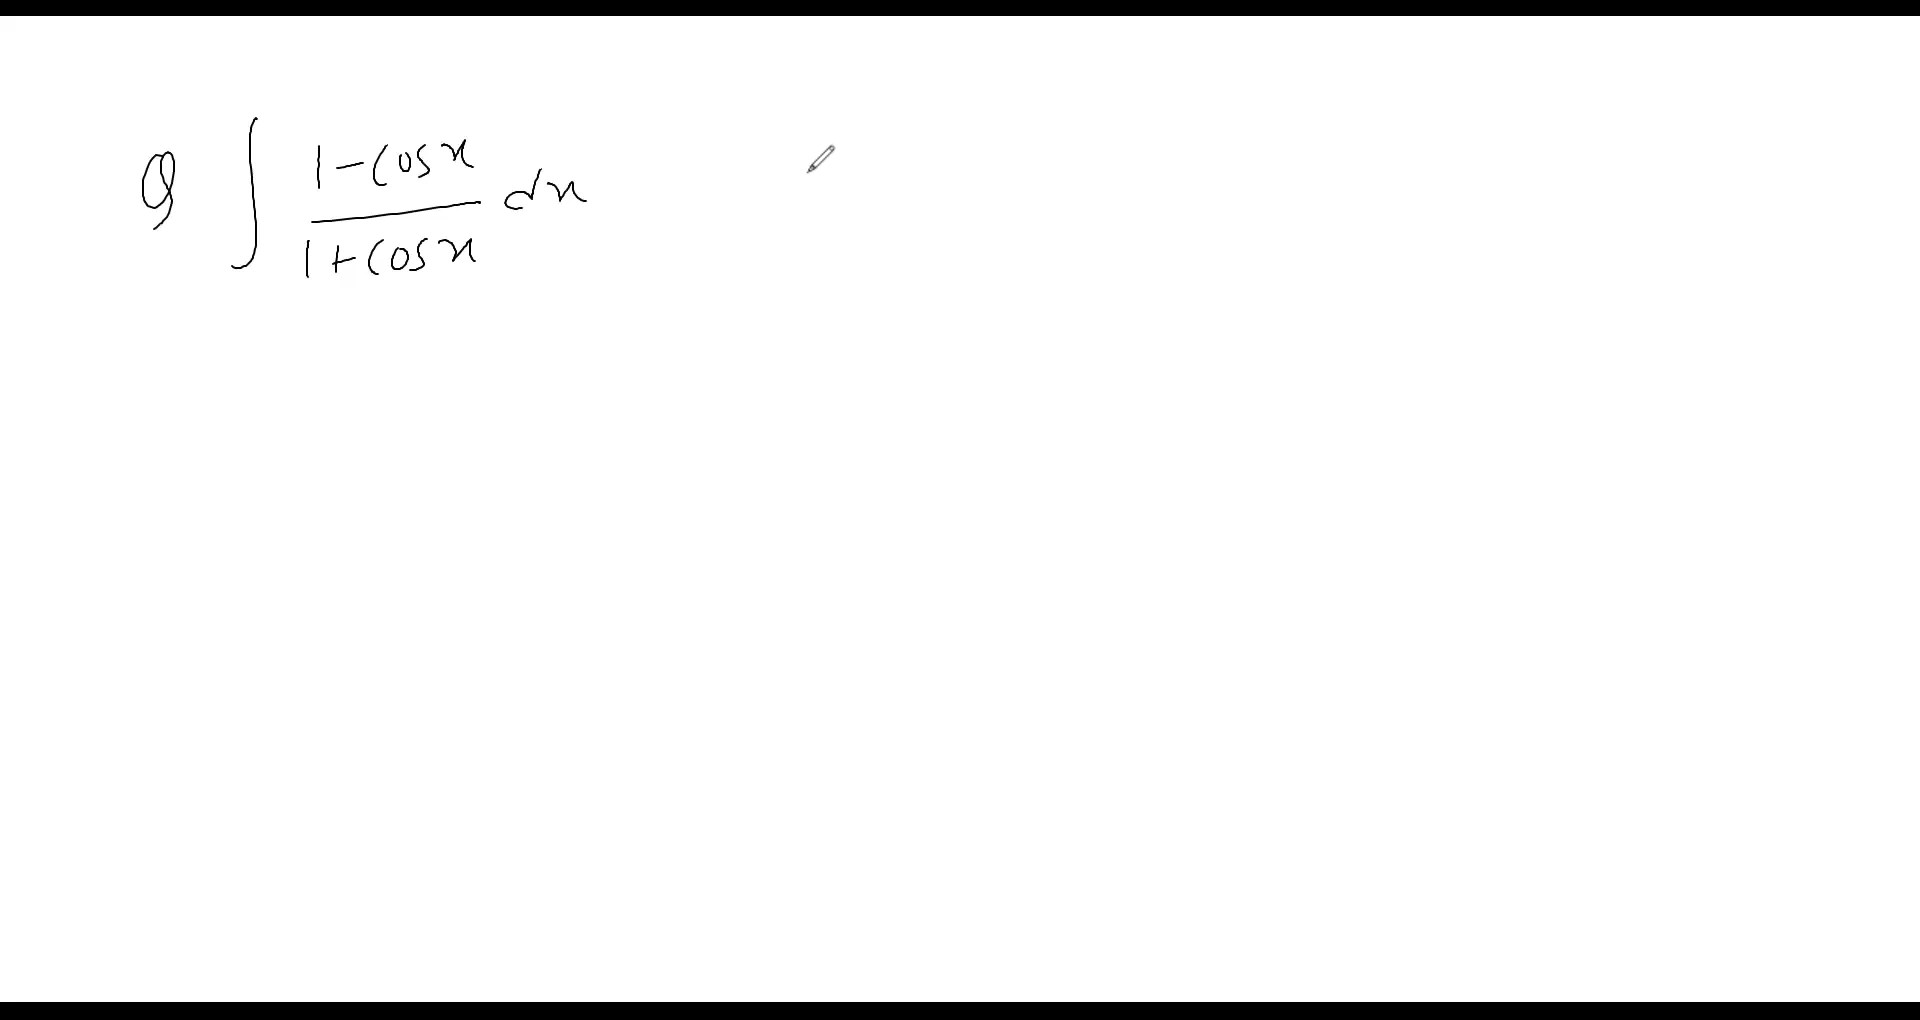 Q ∫ (1 - Cos x)/(1 + Cos x) dx